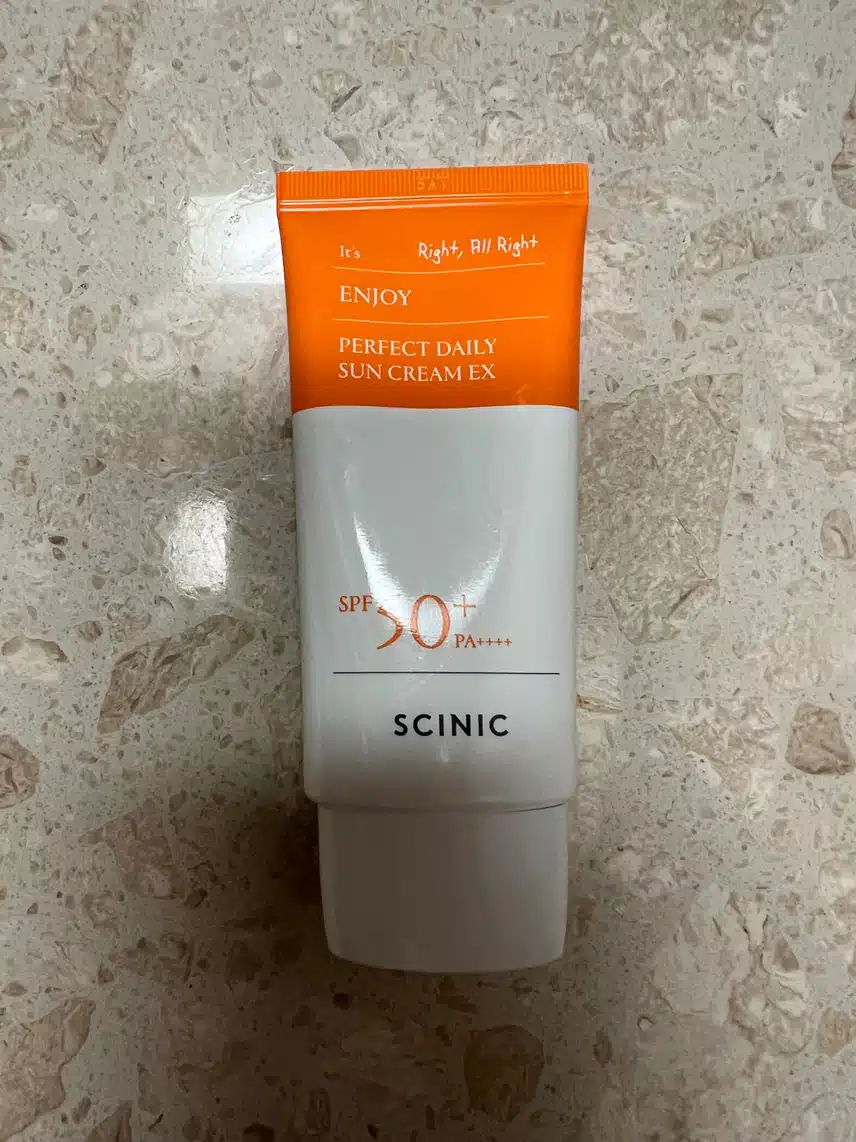 It's Right, All Right
ENJOY
PERFECT DAILY
SUN CREAM EX
SPF 50+ PA++++
SCINIC